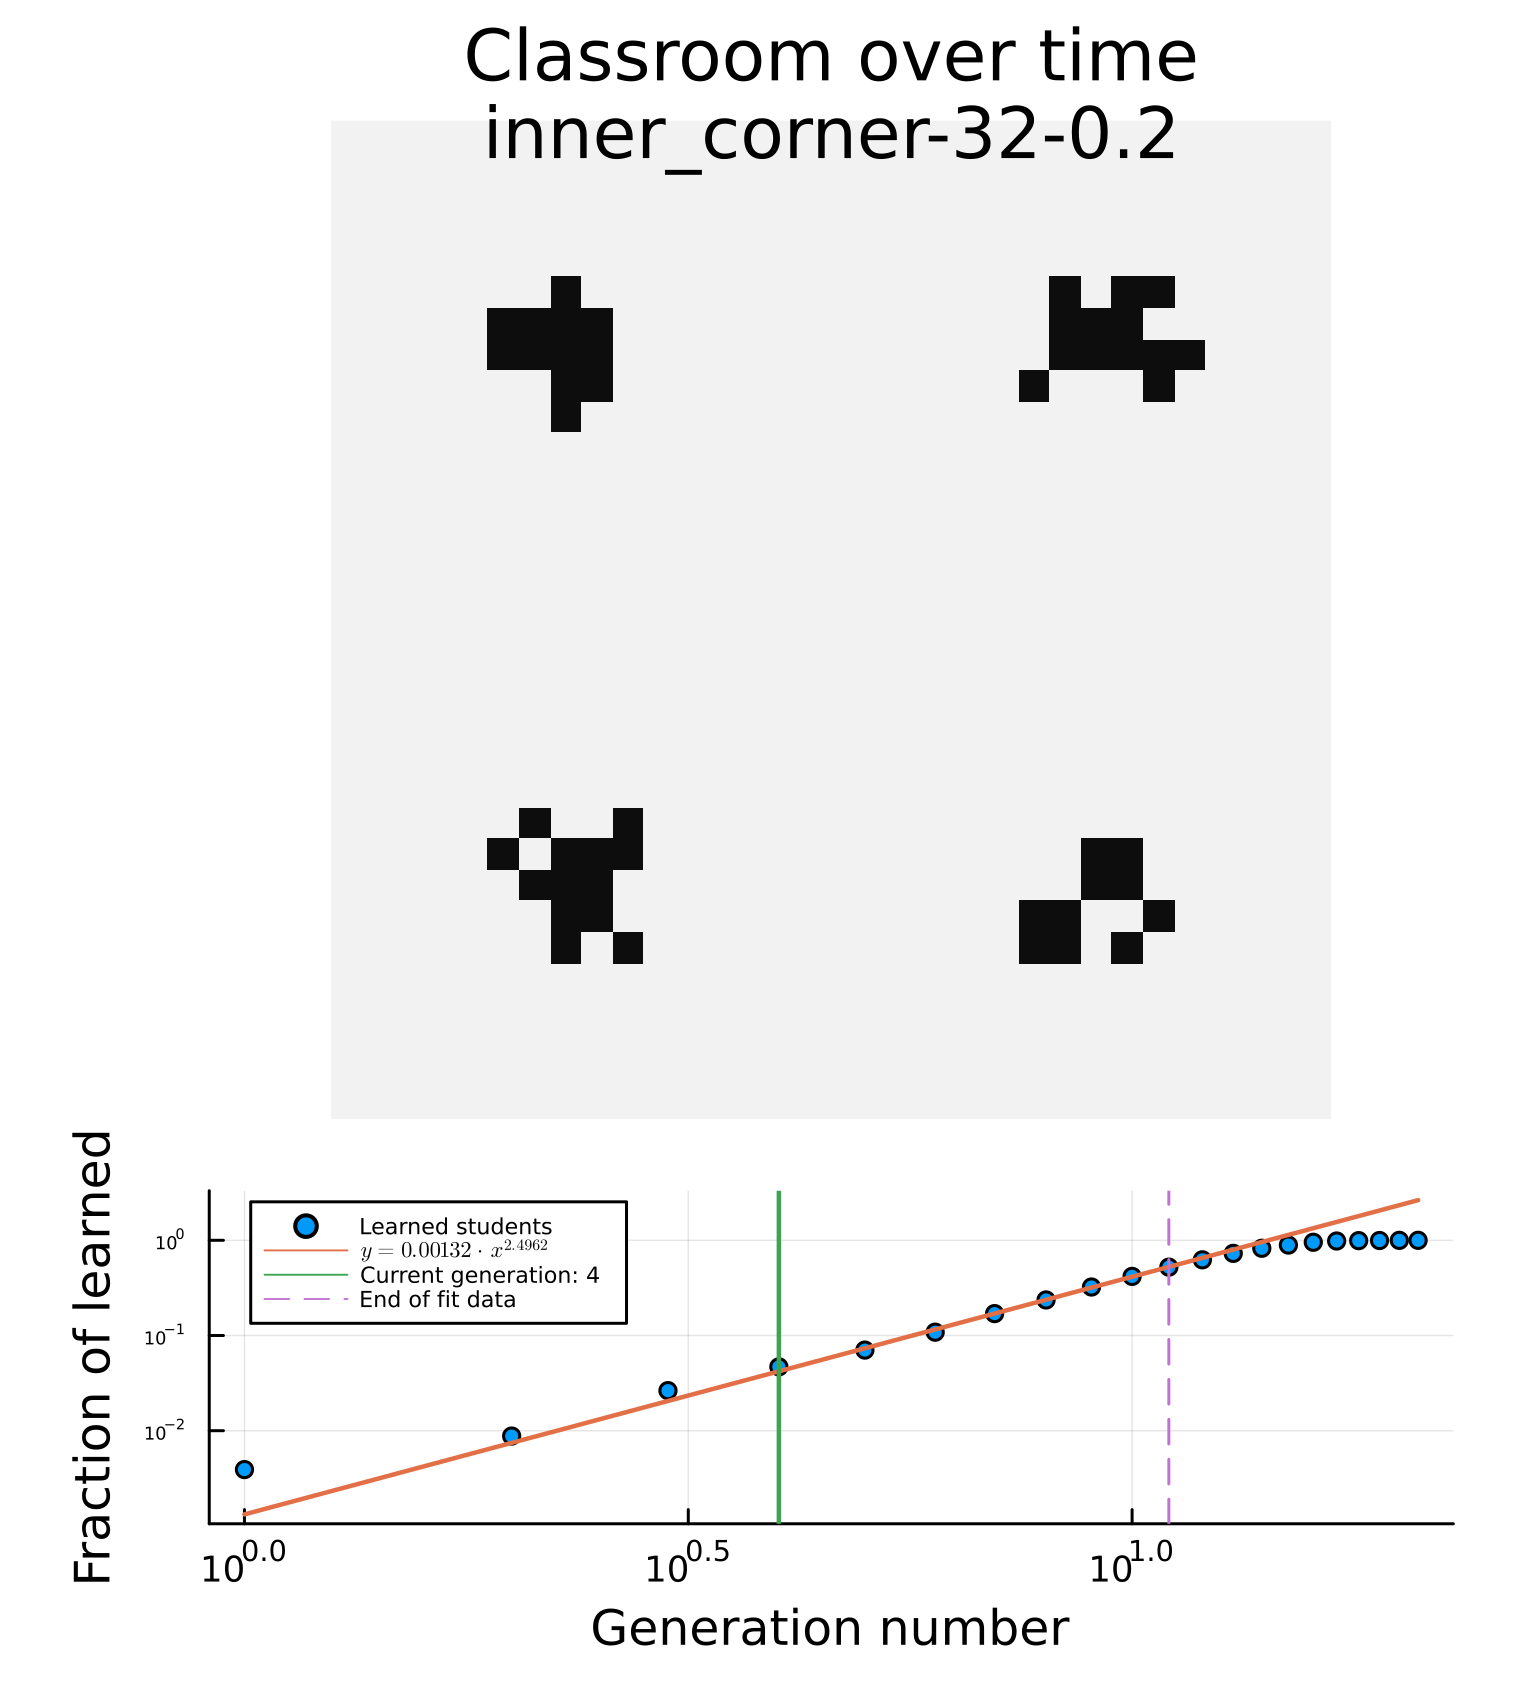 Classroom over time
inner_corner-32-0.2
Fraction of learned
10^0
10^−1
10^−2
Learned students
y = 0.00132 · x^2.4962
Current generation: 4
End of fit data
10^0.0 10^0.5 10^1.0
Generation number